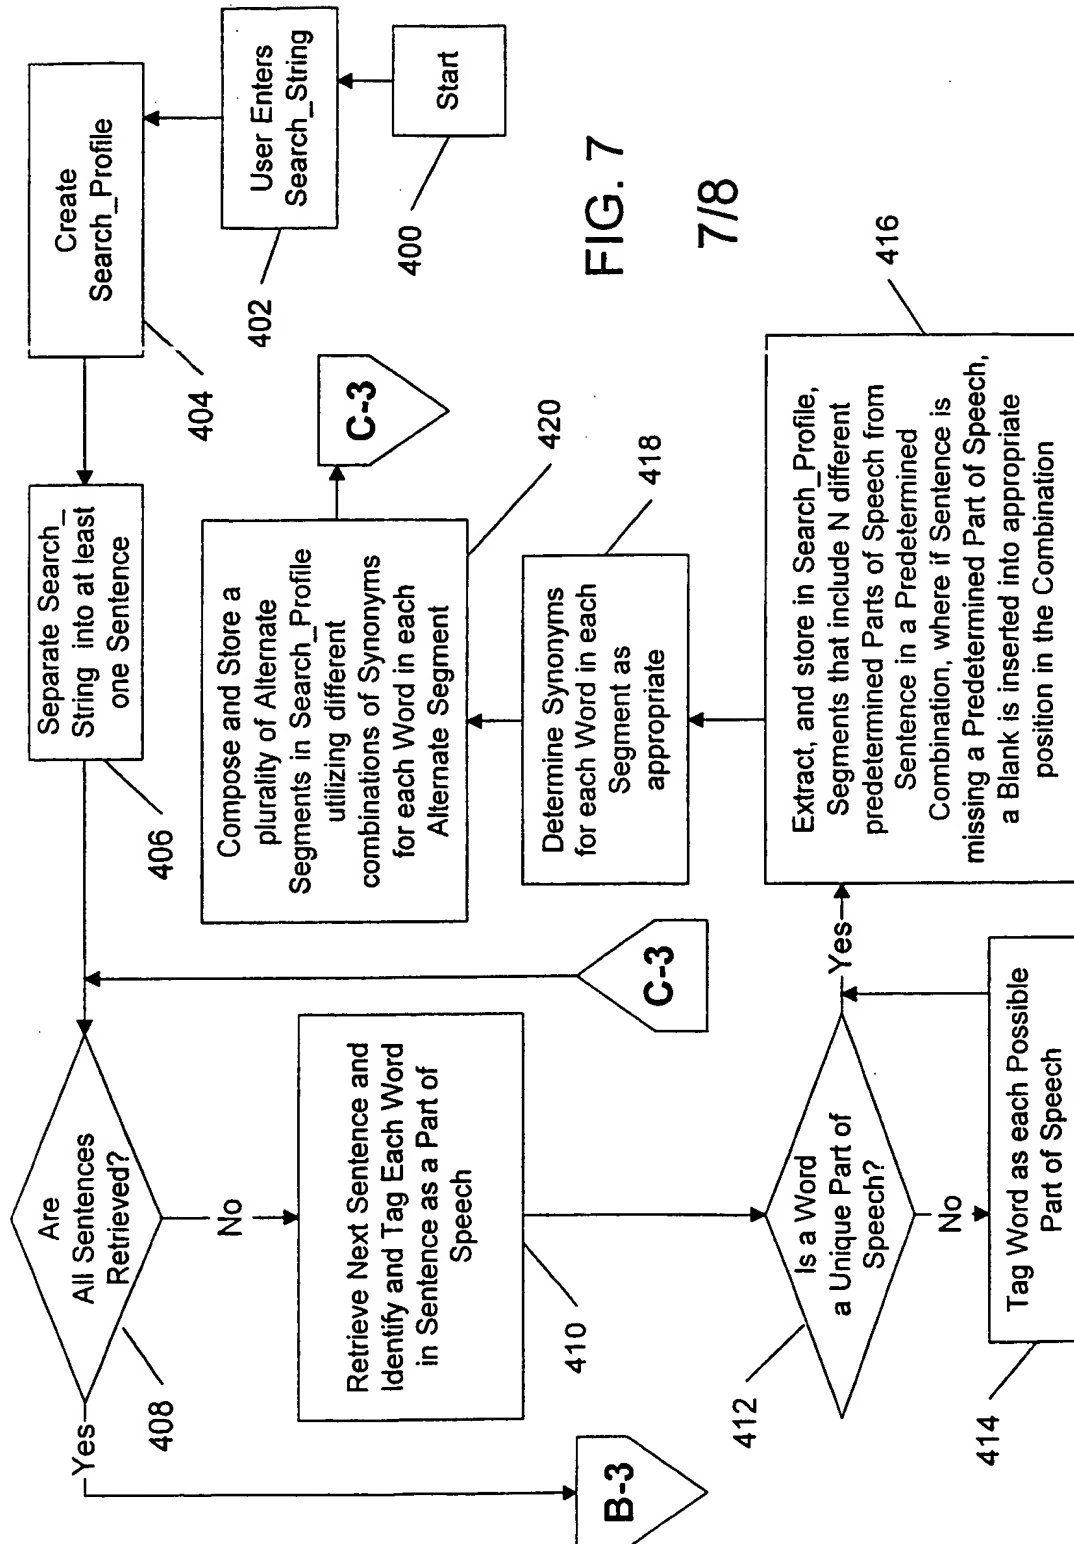 Start
400
User Enters
Search_String
402
Create
Search_Profile
404
Separate Search_
String into at least
one Sentence
406
Are
All Sentences
Retrieved?
408
Yes
B-3
No
Retrieve Next Sentence and
Identify and Tag Each Word
in Sentence as a Part of
Speech
410
C-3
Is a Word
a Unique Part of
Speech?
412
No
Tag Word as each Possible
Part of Speech
414
Yes
Extract, and store in Search_Profile,
Segments that include N different
predetermined Parts of Speech from
Sentence in a Predetermined
Combination, where if Sentence is
missing a Predetermined Part of Speech,
a Blank is inserted into appropriate
position in the Combination
416
Determine Synonyms
for each Word in each
Segment as
appropriate
418
Compose and Store a
plurality of Alternate
Segments in Search_Profile
utilizing different
combinations of Synonyms
for each Word in each
Alternate Segment
420
C-3
FIG. 7
7/8